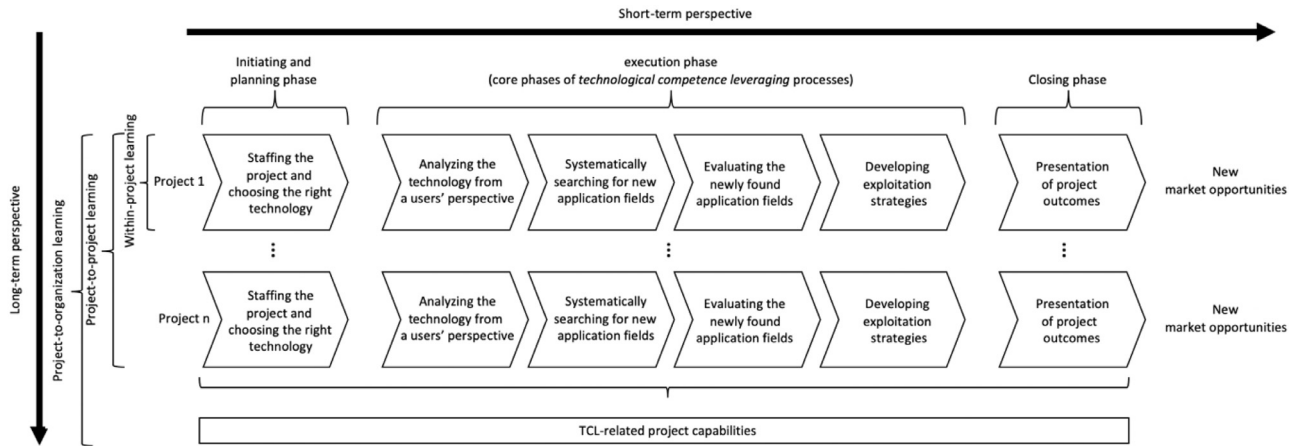 Short-term perspective
Initiating and
planning phase
execution phase
(core phases of technological competence leveraging processes)
Closing phase
Long-term perspective
Project-to-organization learning
Project-to-project learning
Within-project learning
Project 1
Staffing the
project and
choosing the right
technology
Analyzing the
technology from
a users’ perspective
Systematically
searching for new
application fields
Evaluating the
newly found
application fields
Developing
exploitation
strategies
Presentation
of project
outcomes
New
market opportunities
Project n
Staffing the
project and
choosing the right
technology
Analyzing the
technology from
a users’ perspective
Systematically
searching for new
application fields
Evaluating the
newly found
application fields
Developing
exploitation
strategies
Presentation
of project
outcomes
New
market opportunities
TCL-related project capabilities